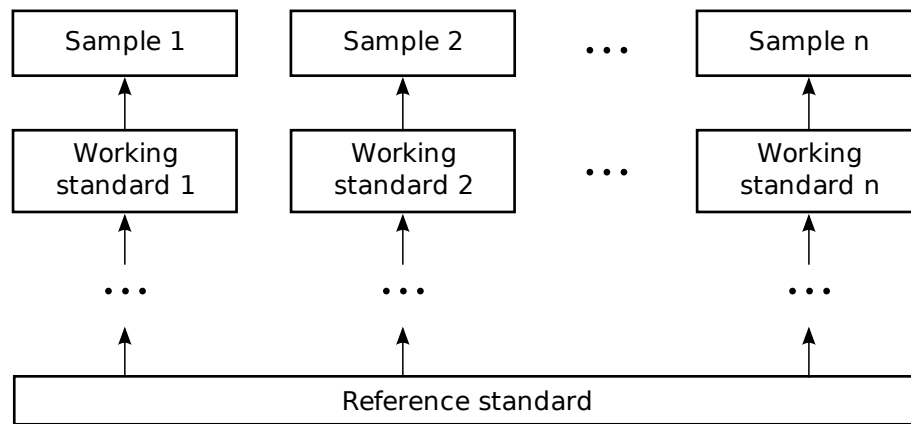 Sample 1
Sample 2
...
Sample n
Working
standard 1
Working
standard 2
...
Working
standard n
...
...
...
Reference standard